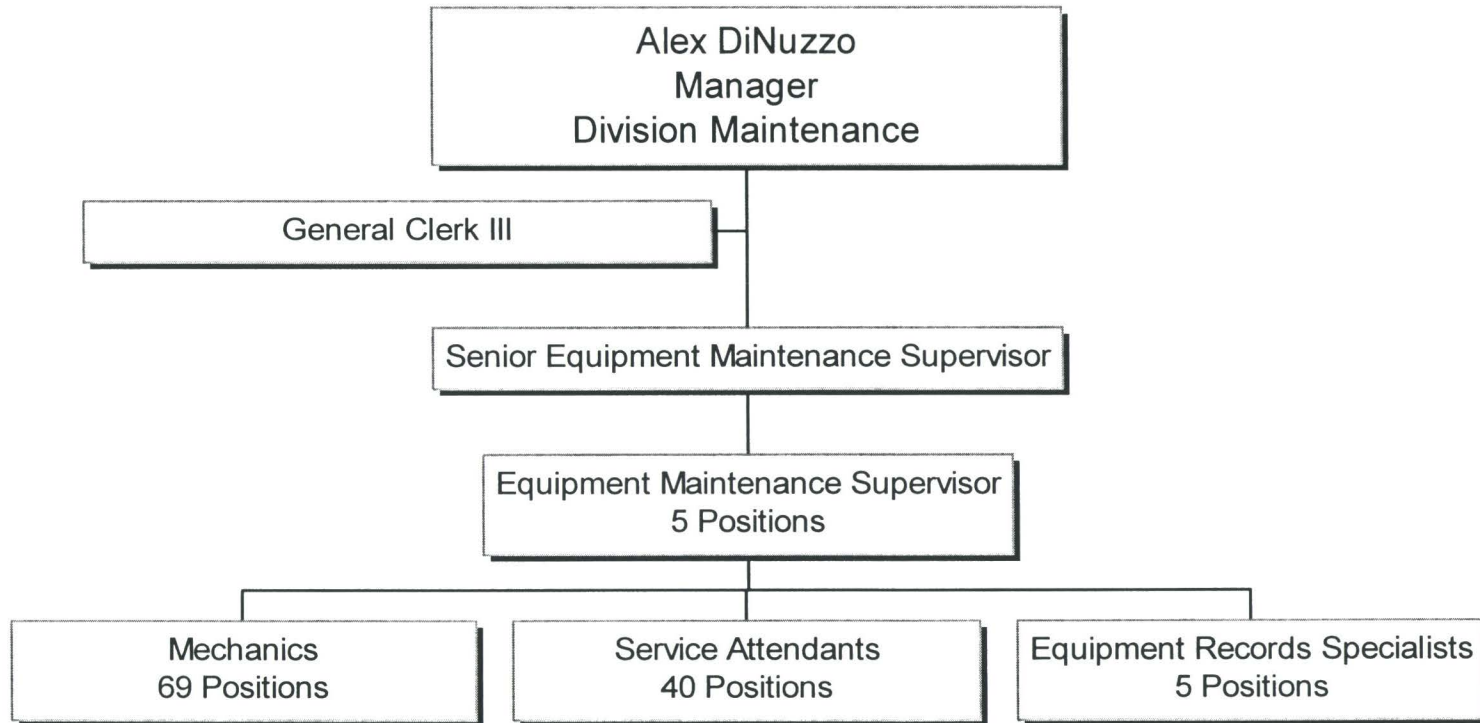 Alex DiNuzzo
Manager
Division Maintenance
General Clerk III
Senior Equipment Maintenance Supervisor
Equipment Maintenance Supervisor
5 Positions
Mechanics
69 Positions
Service Attendants
40 Positions
Equipment Records Specialists
5 Positions